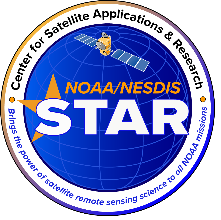 Center for Satellite Applications & Research
NOAA/NESDIS
STAR
Brings the power of satellite remote sensing science to all NOAA missions